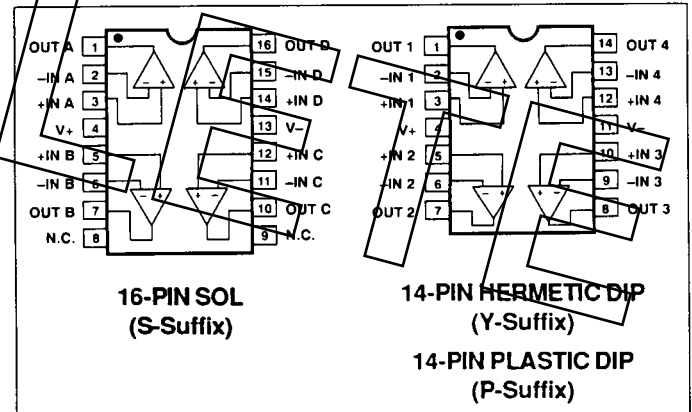 OUT A 1 16 OUT D
–IN A 2 15 –IN D
+IN A 3 14 +IN D
V+ 4 13 V–
+IN B 5 12 +IN C
–IN B 6 11 –IN C
OUT B 7 10 OUT C
N.C. 8 9 N.C.
16-PIN SOL
(S-Suffix)
OUT 1 1 14 OUT 4
–IN 1 2 13 –IN 4
+IN 1 3 12 +IN 4
V+ 4 11 V–
+IN 2 5 10 +IN 3
–IN 2 6 9 –IN 3
OUT 2 7 8 OUT 3
14-PIN HERMETIC DIP
(Y-Suffix)
14-PIN PLASTIC DIP
(P-Suffix)